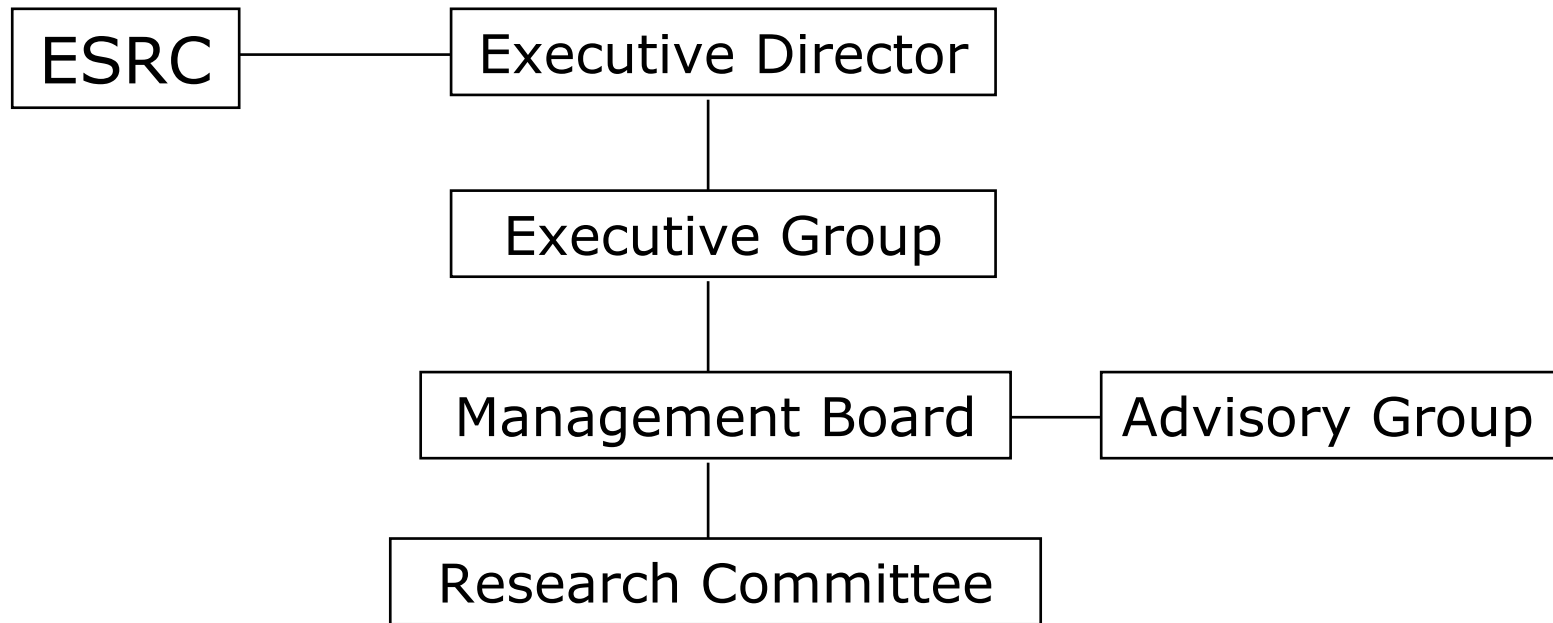 ESRC
Executive Director
Executive Group
Management Board
Advisory Group
Research Committee